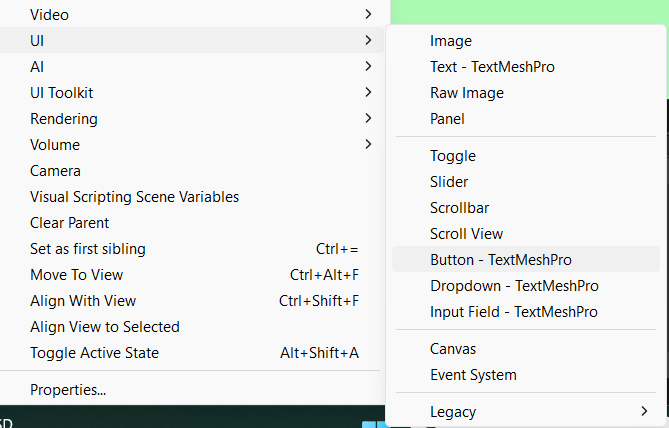 Video
UI
AI
UI Toolkit
Rendering
Volume
Camera
Visual Scripting Scene Variables
Clear Parent
Set as first sibling Ctrl+=
Move To View Ctrl+Alt+F
Align With View Ctrl+Shift+F
Align View to Selected
Toggle Active State Alt+Shift+A
Properties...
Image
Text - TextMeshPro
Raw Image
Panel
Toggle
Slider
Scrollbar
Scroll View
Button - TextMeshPro
Dropdown - TextMeshPro
Input Field - TextMeshPro
Canvas
Event System
Legacy